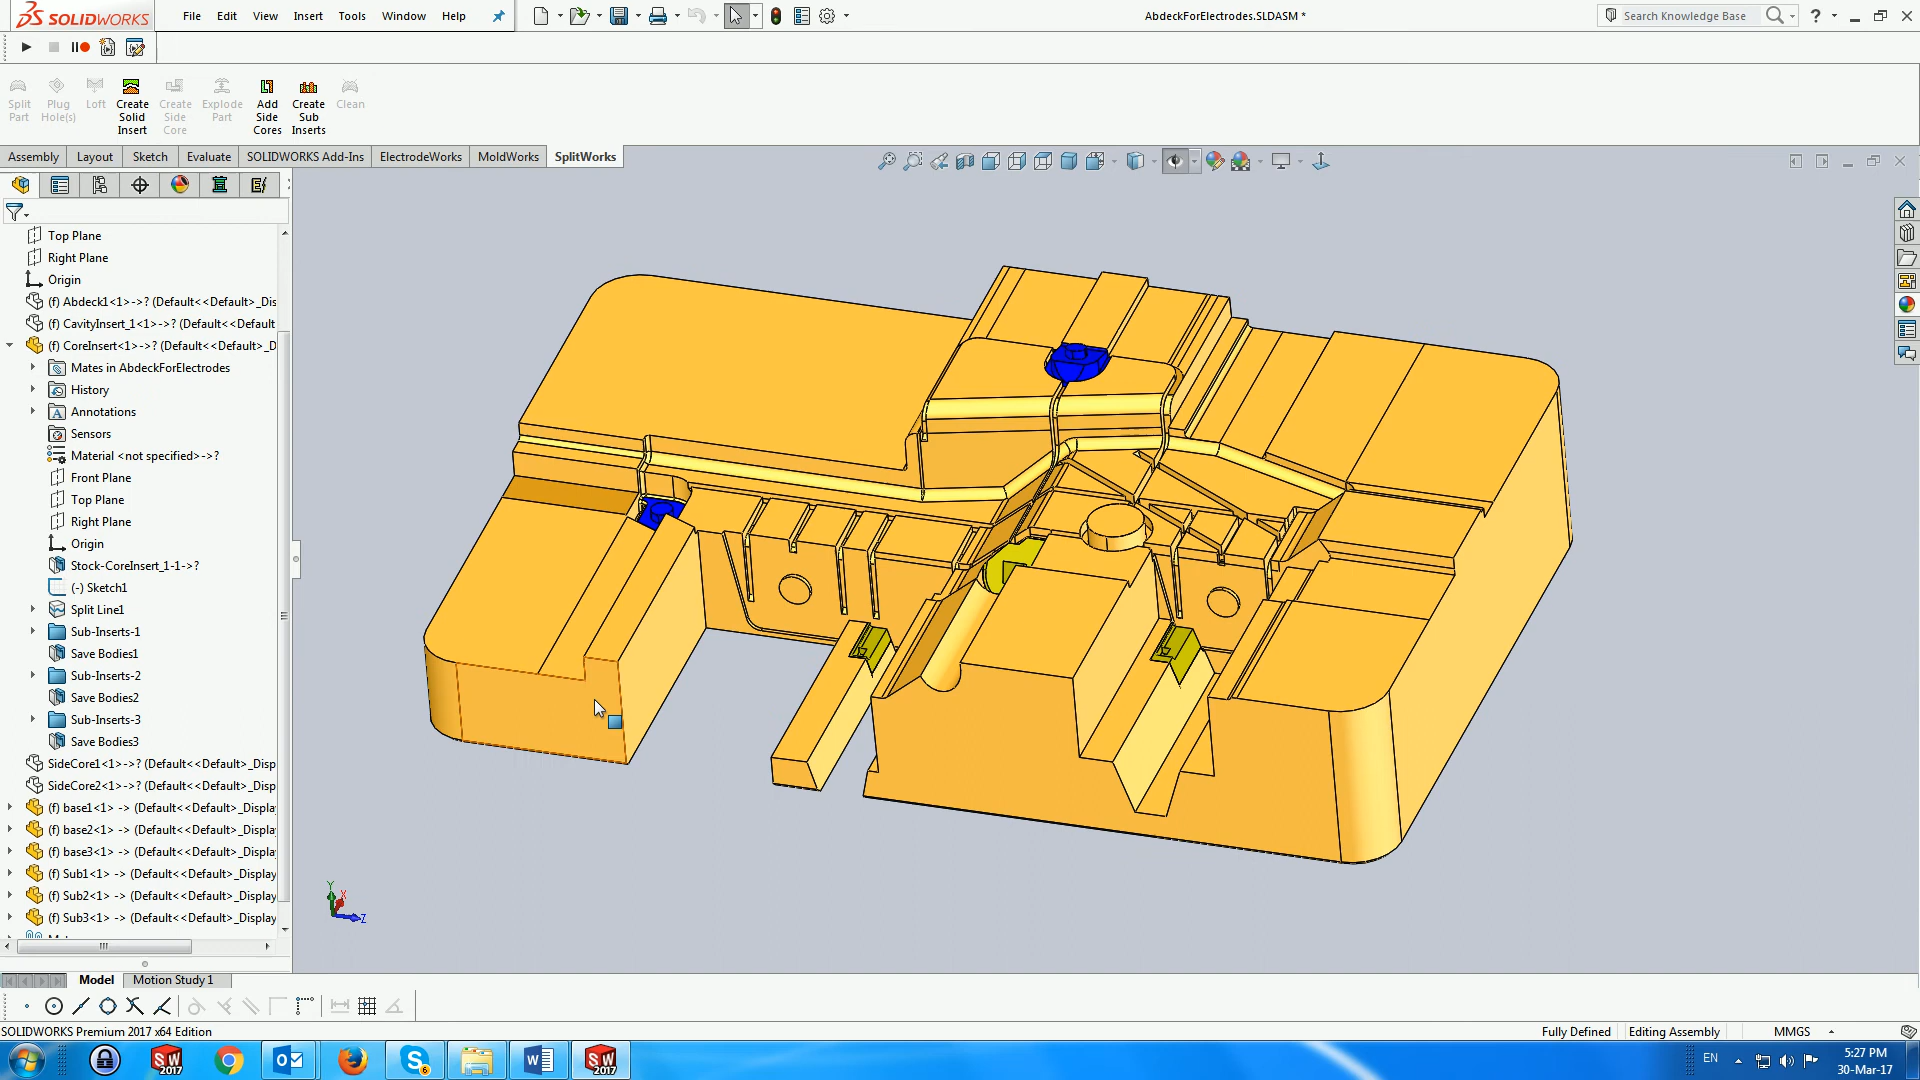 SOLIDWORKS File Edit View Insert Tools Window Help AbdeckForElectrodes.SLDASM * Search Knowledge Base ?
Split Part
Plug Hole(s)
Loft
Create Solid Insert
Create Side Core
Explode Part
Add Side Cores
Create Sub Inserts
Clean
Assembly Layout Sketch Evaluate SOLIDWORKS Add-Ins ElectrodeWorks MoldWorks SplitWorks
Top Plane
Right Plane
Origin
(f) Abdeck1<1>->? (Default<<Default>_Dis
(f) CavityInsert_1<1>->? (Default<<Default
(f) CoreInsert<1>->? (Default<<Default>_D
Mates in AbdeckForElectrodes
History
Annotations
Sensors
Material <not specified>->?
Front Plane
Top Plane
Right Plane
Origin
Stock-CoreInsert_1-1->?
(-) Sketch1
Split Line1
Sub-Inserts-1
Save Bodies1
Sub-Inserts-2
Save Bodies2
Sub-Inserts-3
Save Bodies3
SideCore1<1>->? (Default<<Default>_Disp
SideCore2<1>->? (Default<<Default>_Disp
(f) base1<1> -> (Default<<Default>_Displa
(f) base2<1> -> (Default<<Default>_Displa
(f) base3<1> -> (Default<<Default>_Displa
(f) Sub1<1> -> (Default<<Default>_Display
(f) Sub2<1> -> (Default<<Default>_Display
(f) Sub3<1> -> (Default<<Default>_Display
Y X Z
Model Motion Study 1
SOLIDWORKS Premium 2017 x64 Edition Fully Defined Editing Assembly MMGS
SW 2017 6 SW 2017 EN 5:27 PM
30-Mar-17